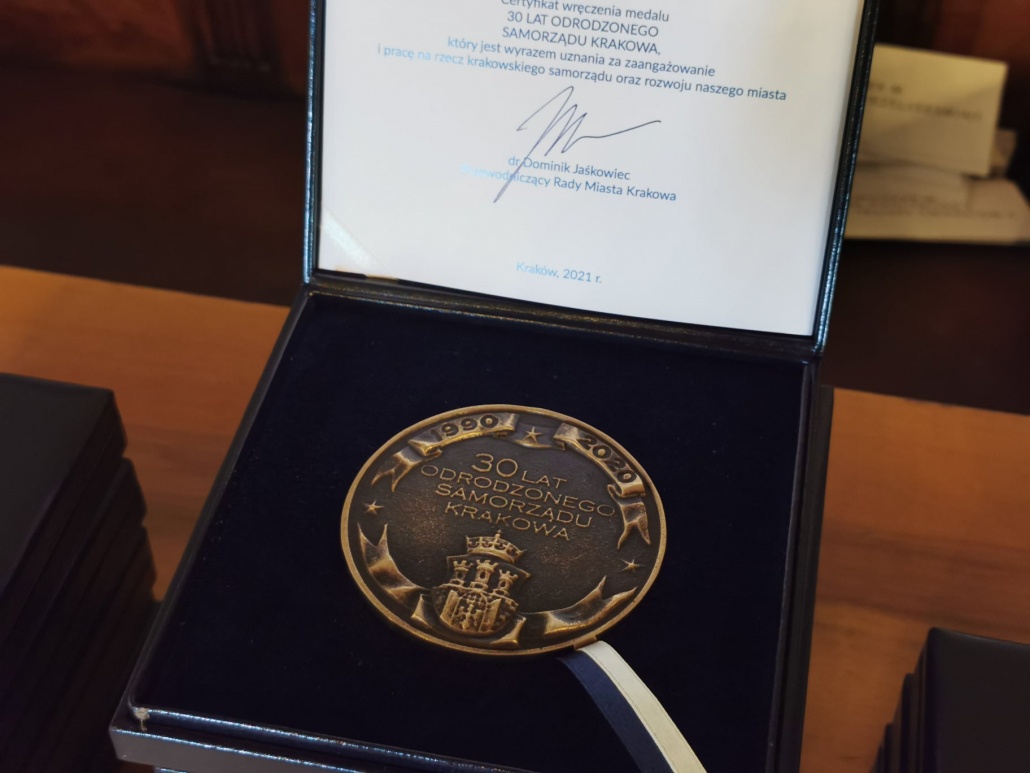 Certyfikat wręczenia medalu
30 LAT ODRODZONEGO
SAMORZĄDU KRAKOWA,
który jest wyrazem uznania za zaangażowanie
i pracę na rzecz krakowskiego samorządu oraz rozwoju naszego miasta
dr Dominik Jaśkowiec
Przewodniczący Rady Miasta Krakowa
Kraków, 2021 r.
1990 2020
30 LAT
ODRODZONEGO
SAMORZĄDU
KRAKOWA